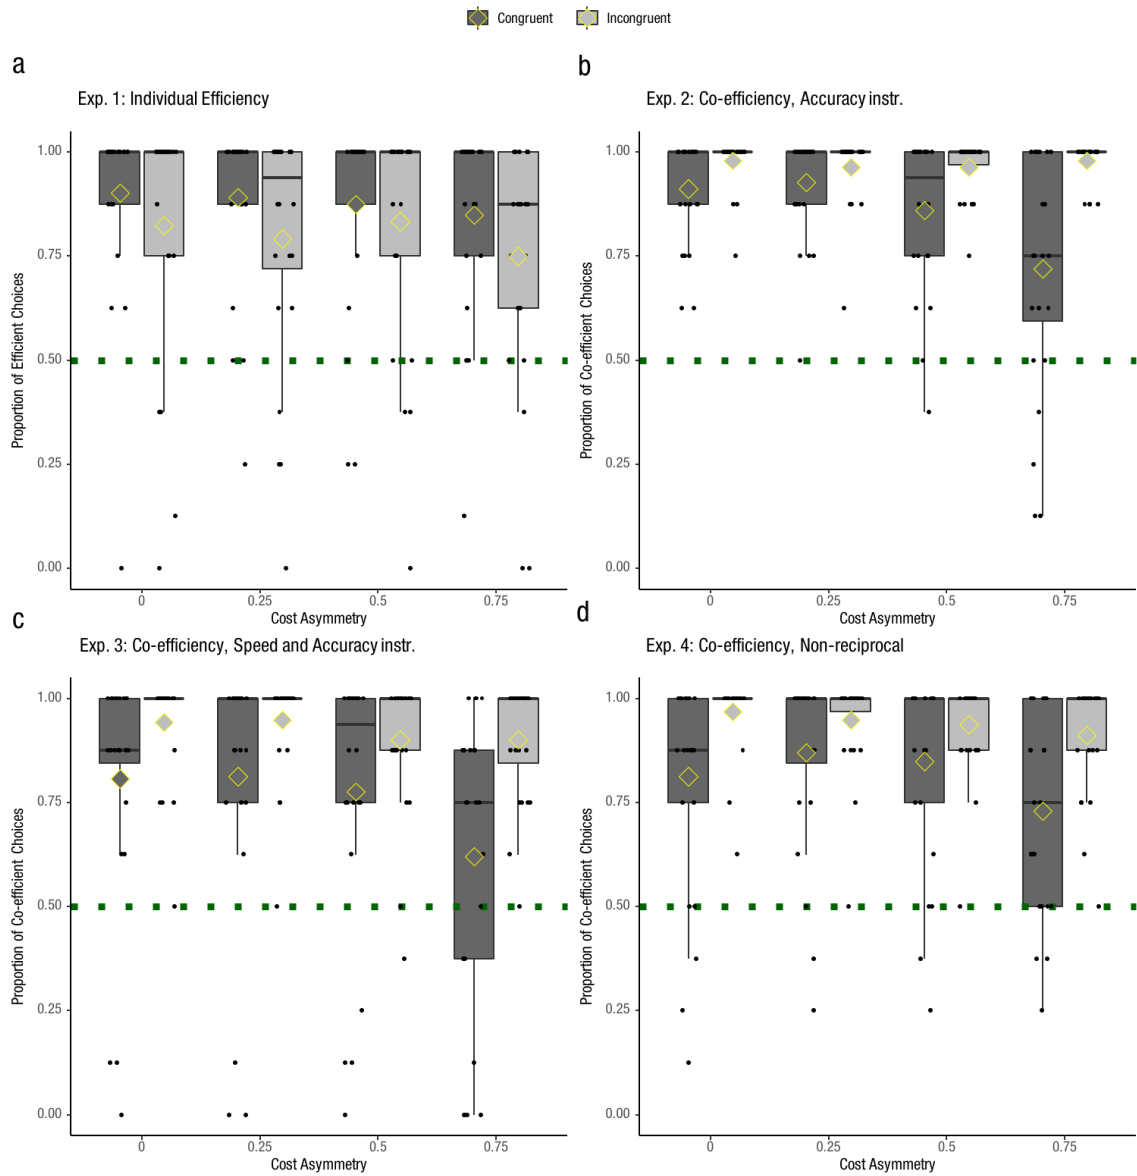 Congruent Incongruent
a
Exp. 1: Individual Efficiency
Proportion of Efficient Choices
1.00
0.75
0.50
0.25
0.00
0 0.25 0.5 0.75
Cost Asymmetry
b
Exp. 2: Co-efficiency, Accuracy instr.
Proportion of Co-efficient Choices
1.00
0.75
0.50
0.25
0.00
0 0.25 0.5 0.75
Cost Asymmetry
c
Exp. 3: Co-efficiency, Speed and Accuracy instr.
Proportion of Co-efficient Choices
1.00
0.75
0.50
0.25
0.00
0 0.25 0.5 0.75
Cost Asymmetry
d
Exp. 4: Co-efficiency, Non-reciprocal
Proportion of Co-efficient Choices
1.00
0.75
0.50
0.25
0.00
0 0.25 0.5 0.75
Cost Asymmetry